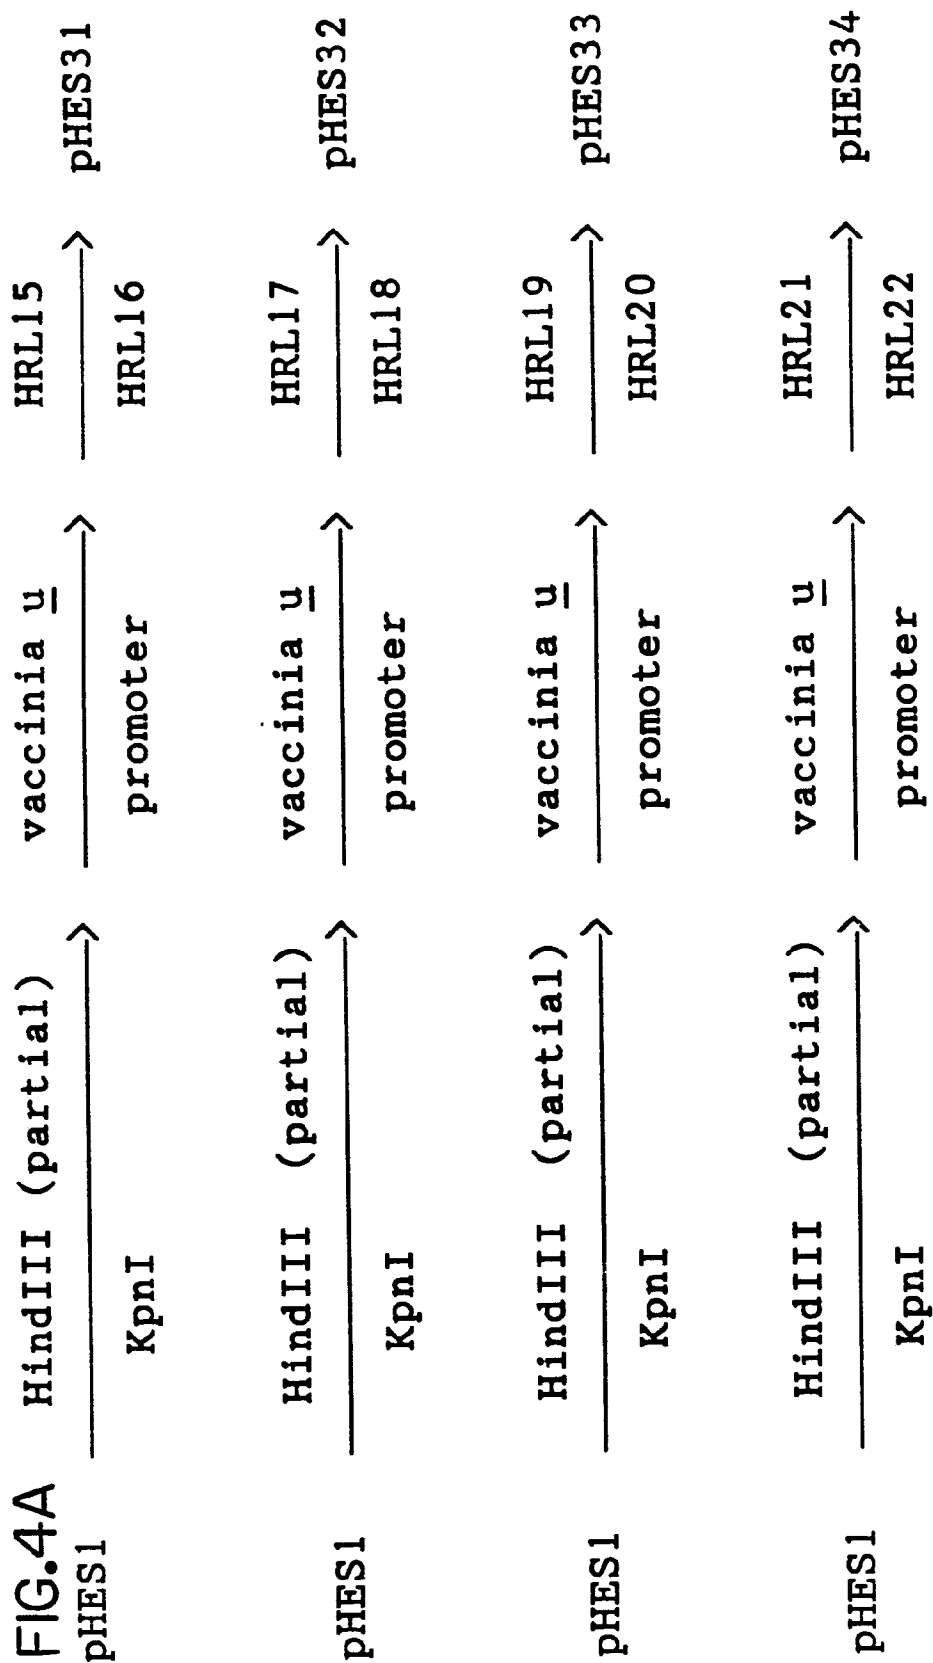 FIG.4A
HindIII (partial) vaccinia u HRL15
pHES1 pHES31
KpnI promoter HRL16
HindIII (partial) vaccinia u HRL17
pHES1 pHES32
KpnI promoter HRL18
HindIII (partial) vaccinia u HRL19
pHES1 pHES33
KpnI promoter HRL20
HindIII (partial) vaccinia u HRL21
pHES1 pHES34
KpnI promoter HRL22